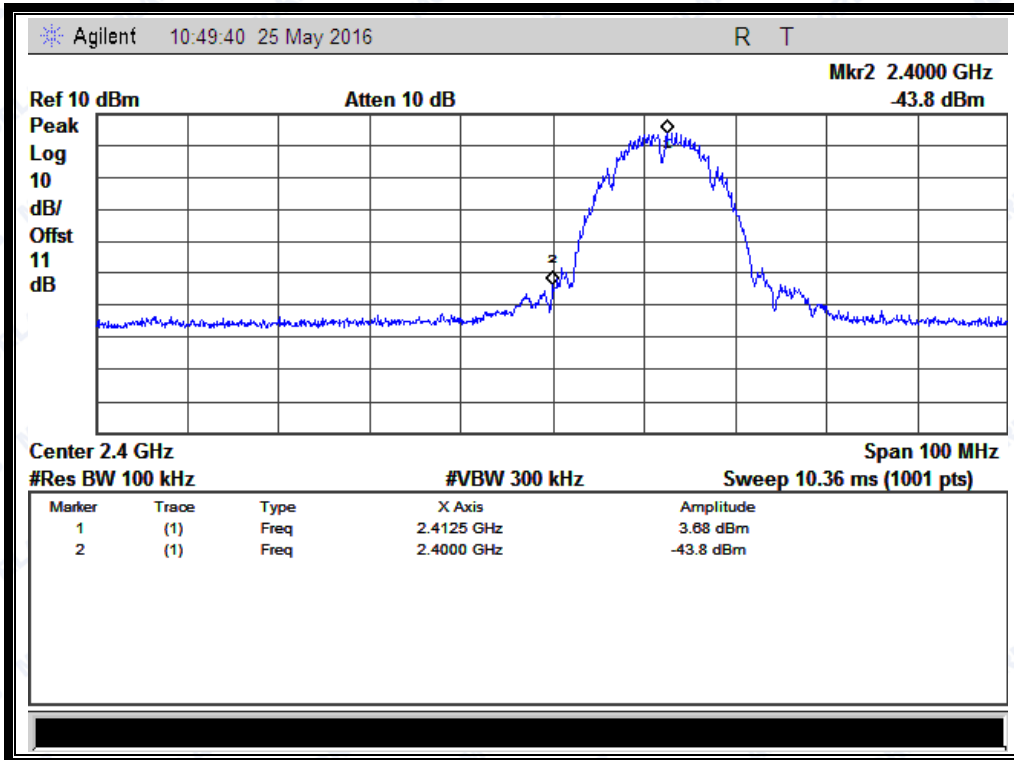 Agilent 10:49:40 25 May 2016 R T
Mkr2 2.4000 GHz
Ref 10 dBm Atten 10 dB -43.8 dBm
Peak
Log
10
dB/
Offst
11
dB
1
2
Center 2.4 GHz Span 100 MHz
#Res BW 100 kHz #VBW 300 kHz Sweep 10.36 ms (1001 pts)
Marker Trace Type X Axis Amplitude
1 (1) Freq 2.4125 GHz 3.68 dBm
2 (1) Freq 2.4000 GHz -43.8 dBm